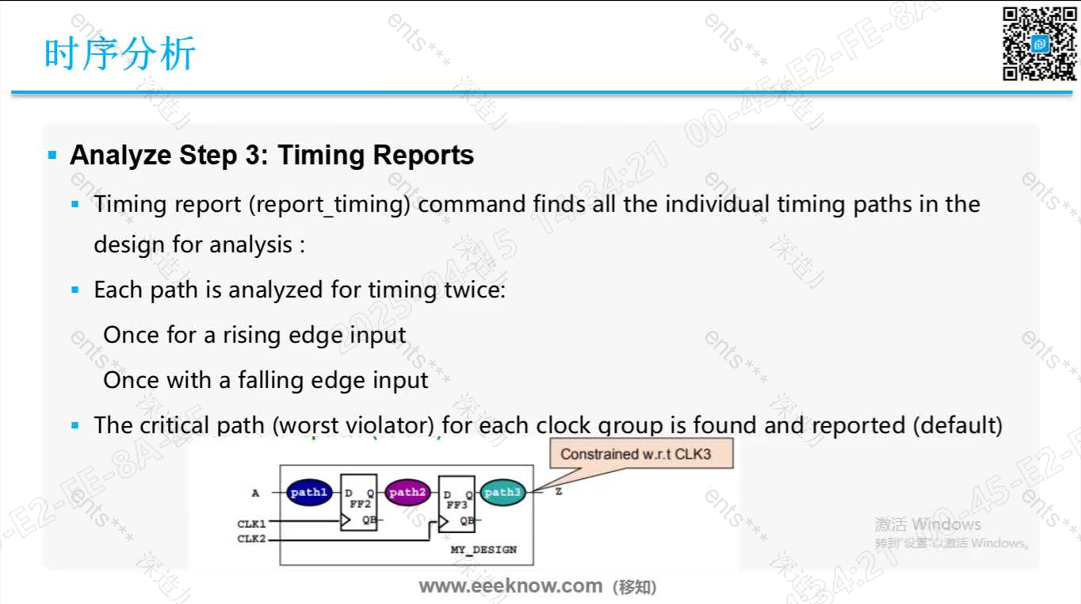 时序分析
Analyze Step 3: Timing Reports
Timing report (report_timing) command finds all the individual timing paths in the
design for analysis :
Each path is analyzed for timing twice:
Once for a rising edge input
Once with a falling edge input
The critical path (worst violator) for each clock group is found and reported (default)
Constrained w.r.t CLK3
A
path1
D Q
FF2
QB
path2
D Q
FF3
QB
path3
Z
CLK1
CLK2
MY_DESIGN
激活 Windows
转到"设置"以激活 Windows。
www.eeeknow.com (移知)
2025-04-15 14:34:21 00-45-E2-FE-8A
ents***
深造